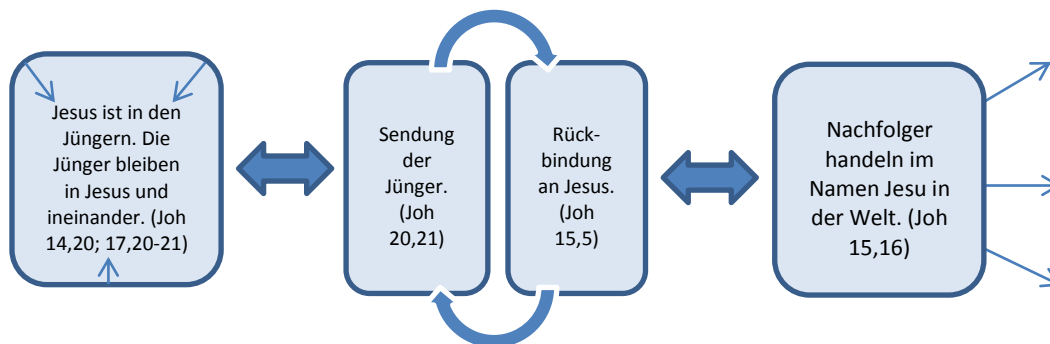 Jesus ist in den
Jüngern. Die
Jünger bleiben
in Jesus und
ineinander. (Joh
14,20; 17,20-21)
Sendung
der
Jünger.
(Joh
20,21)
Rück-
bindung
an Jesus.
(Joh
15,5)
Nachfolger
handeln im
Namen Jesu in
der Welt. (Joh
15,16)